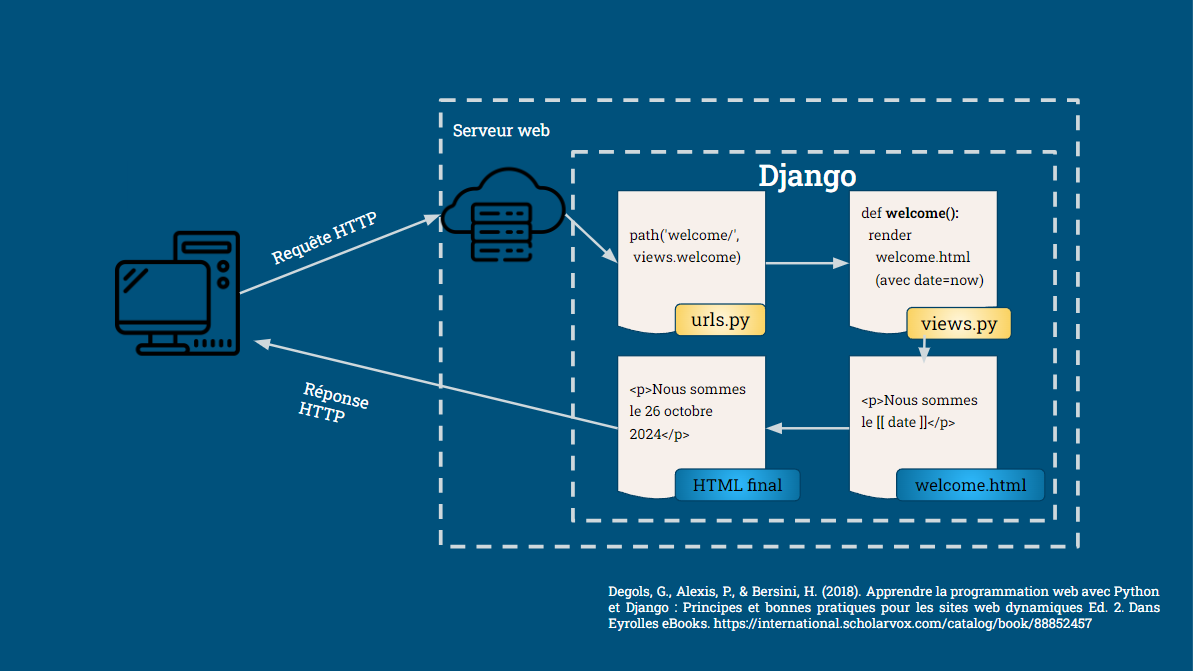 Serveur web
Django
Requête HTTP
path('welcome/',
views.welcome)
urls.py
def welcome():
render
welcome.html
(avec date=now)
views.py
<p>Nous sommes
le [[ date ]]</p>
welcome.html
<p>Nous sommes
le 26 octobre
2024</p>
HTML final
Réponse
HTTP
Degols, G., Alexis, P., & Bersini, H. (2018). Apprendre la programmation web avec Python
et Django : Principes et bonnes pratiques pour les sites web dynamiques Ed. 2. Dans
Eyrolles eBooks. https://international.scholarvox.com/catalog/book/88852457